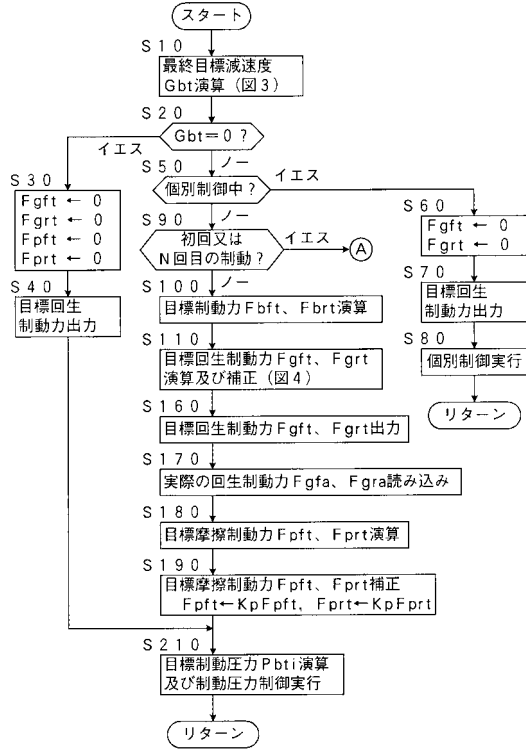 スタート
S10
最終目標減速度
Gbt演算（図3）
S20
Gbt＝0？
イエス
ノー
S30
Fgft ← 0
Fgrt ← 0
Fpft ← 0
Fprt ← 0
S40
目標回生
制動力出力
S50
個別制御中？
イエス
ノー
S60
Fgft ← 0
Fgrt ← 0
S70
目標回生
制動力出力
S80
個別制御実行
リターン
S90
初回又は
N回目の制動？
イエス
A
ノー
S100
目標制動力Fbft、Fbrt演算
S110
目標回生制動力Fgft、Fgrt
演算及び補正（図4）
S160
目標回生制動力Fgft、Fgrt出力
S170
実際の回生制動力Fgfa、Fgra読み込み
S180
目標摩擦制動力Fpft、Fprt演算
S190
目標摩擦制動力Fpft、Fprt補正
Fpft←KpFpft、Fprt←KpFprt
S210
目標制動圧力Pbti演算
及び制動圧力制御実行
リターン